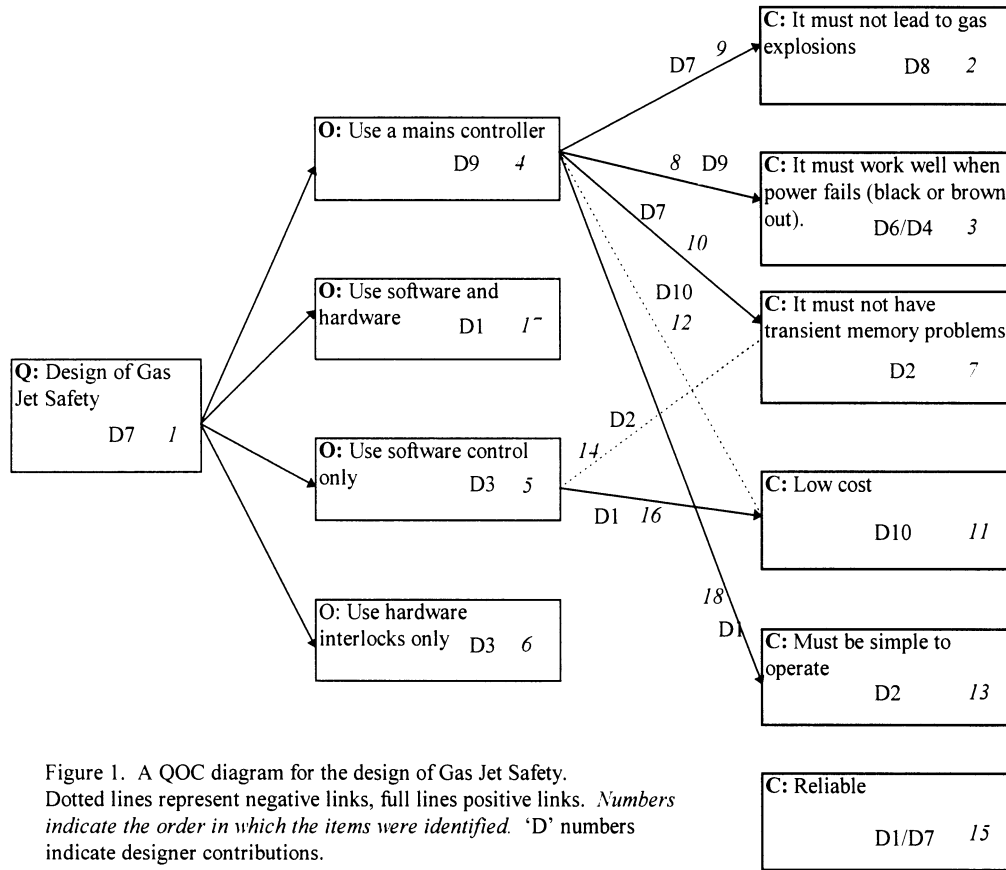 Q: Design of Gas
Jet Safety
D7 1
O: Use a mains controller
D9 4
O: Use software and
hardware
D1 17
O: Use software control
only
D3 5
O: Use hardware
interlocks only
D3 6
D7 9
8 D9
D7
10
D10
12
D2
14
D1 16
18
D1
C: It must not lead to gas
explosions
D8 2
C: It must work well when
power fails (black or brown
out).
D6/D4 3
C: It must not have
transient memory problems
D2 7
C: Low cost
D10 11
C: Must be simple to
operate
D2 13
C: Reliable
D1/D7 15
Figure 1. A QOC diagram for the design of Gas Jet Safety.
Dotted lines represent negative links, full lines positive links. Numbers
indicate the order in which the items were identified. ‘D’ numbers
indicate designer contributions.